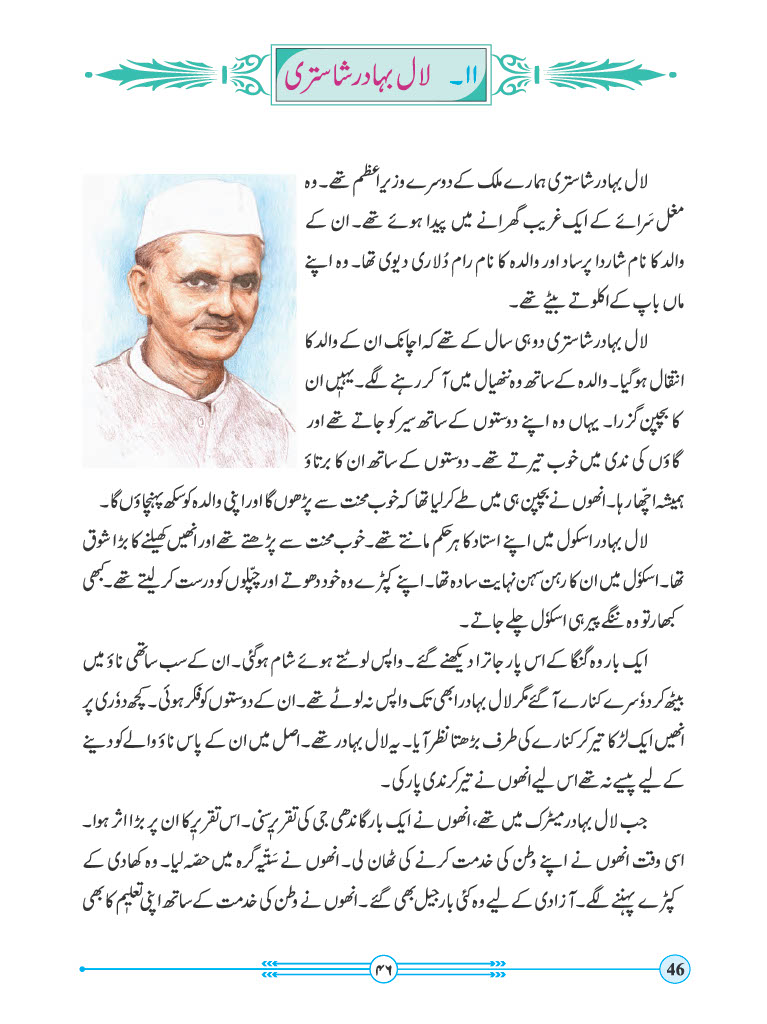 ۱۱۔ لال بہادر شاستری
لال بہادر شاستری ہمارے ملک کے دوسرے وزیرِ اعظم تھے۔ وہ
مغل سَرائے کے ایک غریب گھرانے میں پیدا ہوئے تھے۔ ان کے
والد کا نام شاردا پرساد اور والدہ کا نام رام دُلاری دیوی تھا۔ وہ اپنے
ماں باپ کے اکلوتے بیٹے تھے۔
لال بہادر شاستری دو ہی سال کے تھے کہ اچانک ان کے والد کا
انتقال ہو گیا۔ والدہ کے ساتھ وہ ننھیال میں آ کر رہنے لگے۔ یہیں ان
کا بچپن گزرا۔ یہاں وہ اپنے دوستوں کے ساتھ سیر کو جاتے تھے اور
گاؤں کی ندی میں خوب تیرتے تھے۔ دوستوں کے ساتھ ان کا برتاؤ
ہمیشہ اچھّا رہا۔ انھوں نے بچپن ہی میں طے کر لیا تھا کہ خوب محنت سے پڑھوں گا اور اپنی والدہ کو سکھ پہنچاؤں گا۔
لال بہادر اسکول میں اپنے استاد کا ہر حکم مانتے تھے۔ خوب محنت سے پڑھتے تھے اور انھیں کھیلنے کا بڑا شوق
تھا۔ اسکوٗل میں ان کا رہن سہن نہایت سادہ تھا۔ اپنے کپڑے وہ خود دھوتے اور چپّلوں کو درست کر لیتے تھے۔ کبھی
کبھار تو وہ ننگے پیر ہی اسکوٗل چلے جاتے۔
ایک بار وہ گنگا کے اس پار جاترا دیکھنے گئے۔ واپس لوٹتے ہوئے شام ہو گئی۔ ان کے سب ساتھی ناؤ میں
بیٹھ کر دوٗسرے کنارے آ گئے مگر لال بہادر ابھی تک واپس نہ لوٹے تھے۔ ان کے دوستوں کو فکر ہوئی۔ کچھ دوٗری پر
انھیں ایک لڑکا تیر کر کنارے کی طرف بڑھتا نظر آیا۔ یہ لال بہادر تھے۔ اصل میں ان کے پاس ناؤ والے کو دینے
کے لیے پیسے نہ تھے اس لیے انھوں نے تیر کر ندی پار کی۔
جب لال بہادر میٹرک میں تھے، انھوں نے ایک بار گاندھی جی کی تقریر سنی۔ اس تقریر کا ان پر بڑا اثر ہوا۔
اسی وقت انھوں نے اپنے وطن کی خدمت کرنے کی ٹھان لی۔ انھوں نے ستّیہ گرہ میں حصّہ لیا۔ وہ کھادی کے
کپڑے پہننے لگے۔ آزادی کے لیے وہ کئی بار جیل بھی گئے۔ انھوں نے وطن کی خدمت کے ساتھ اپنی تعلیم کا بھی
۴۶
46